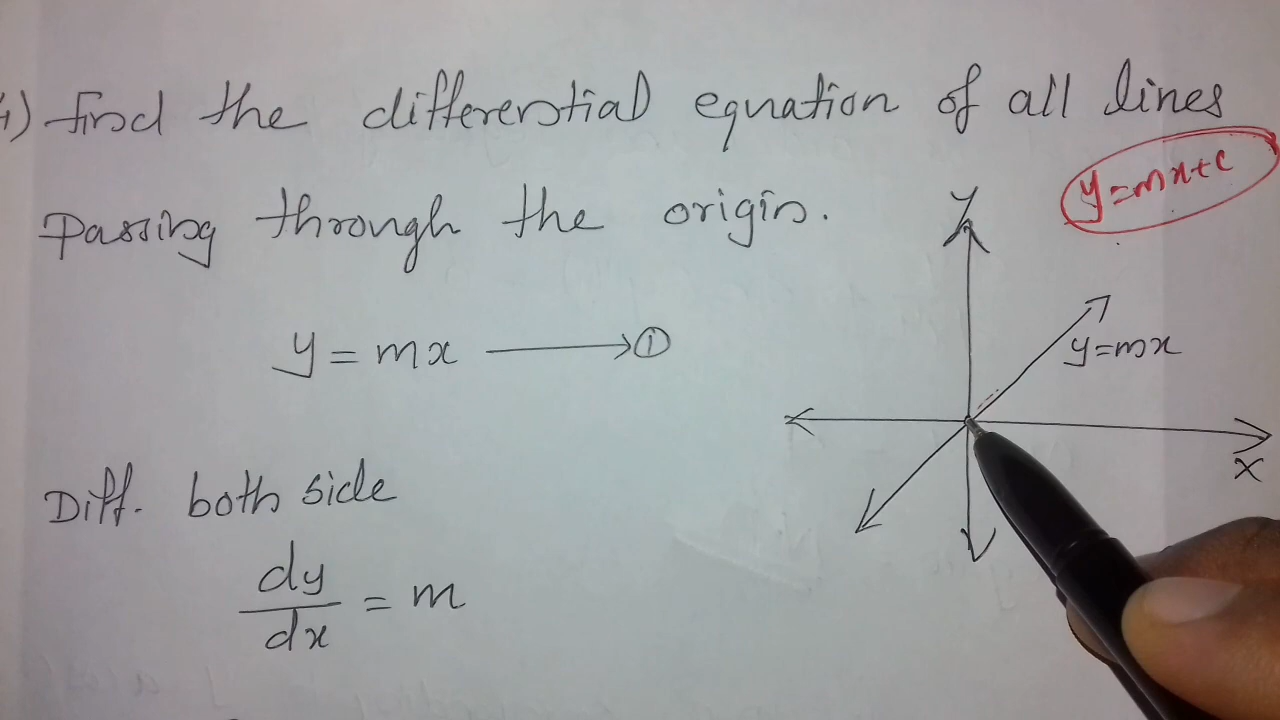 1) Find the differential equation of all lines
Passing through the origin.
y=mx+c
Y
y = mx ⟶ ①
y=mx
X
Diff. both side
dy
dx
= m